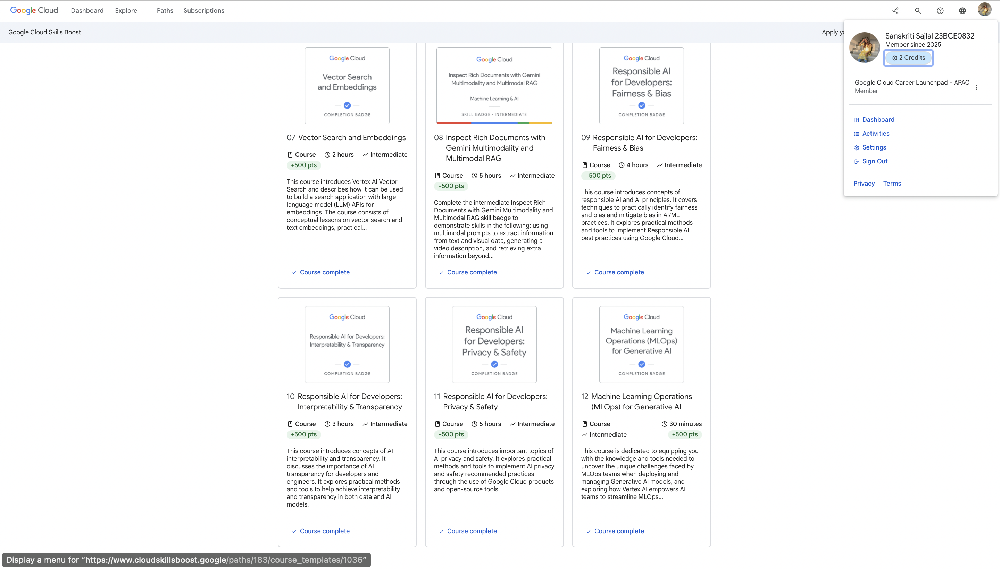 Google Cloud Dashboard Explore Paths Subscriptions
Google Cloud Skills Boost
Sanskriti Sajlal 23BCE0832
Member since 2025
2 Credits
Google Cloud Career Launchpad - APAC
Member
Dashboard
Activities
Settings
Sign Out
Privacy Terms
Apply
Google Cloud
Vector Search
and Embeddings
COMPLETION BADGE
07 Vector Search and Embeddings
Course 2 hours Intermediate
+500 pts
This course introduces Vertex AI Vector
Search and describes how it can be used
to build a search application with large
language model (LLM) APIs for
embeddings. The course consists of
conceptual lessons on vector search and
text embeddings, practical...
Course complete
Google Cloud
Inspect Rich Documents with Gemini
Multimodality and Multimodal RAG
Machine Learning & AI
SKILL BADGE · INTERMEDIATE
08 Inspect Rich Documents with
Gemini Multimodality and
Multimodal RAG
Course 5 hours Intermediate
+500 pts
Complete the intermediate Inspect Rich
Documents with Gemini Multimodality and
Multimodal RAG skill badge to
demonstrate skills in the following: using
multimodal prompts to extract information
from text and visual data, generating a
video description, and retrieving extra
information beyond...
Course complete
Google Cloud
Responsible AI
for Developers:
Fairness & Bias
COMPLETION BADGE
09 Responsible AI for Developers:
Fairness & Bias
Course 4 hours Intermediate
+500 pts
This course introduces concepts of
responsible AI and AI principles. It covers
techniques to practically identify fairness
and bias and mitigate bias in AI/ML
practices. It explores practical methods
and tools to implement Responsible AI
best practices using Google Cloud...
Course complete
Google Cloud
Responsible AI for Developers:
Interpretability & Transparency
COMPLETION BADGE
10 Responsible AI for Developers:
Interpretability & Transparency
Course 3 hours Intermediate
+500 pts
This course introduces concepts of AI
interpretability and transparency. It
discusses the importance of AI
transparency for developers and
engineers. It explores practical methods
and tools to help achieve interpretability
and transparency in both data and AI
models.
Course complete
Google Cloud
Responsible AI
for Developers:
Privacy & Safety
COMPLETION BADGE
11 Responsible AI for Developers:
Privacy & Safety
Course 5 hours Intermediate
+500 pts
This course introduces important topics of
AI privacy and safety. It explores practical
methods and tools to implement AI privacy
and safety recommended practices
through the use of Google Cloud products
and open-source tools.
Course complete
Google Cloud
Machine Learning
Operations (MLOps)
for Generative AI
COMPLETION BADGE
12 Machine Learning Operations
(MLOps) for Generative AI
Course 30 minutes
Intermediate +500 pts
This course is dedicated to equipping you
with the knowledge and tools needed to
uncover the unique challenges faced by
MLOps teams when deploying and
managing Generative AI models, and
exploring how Vertex AI empowers AI
teams to streamline MLOps...
Course complete
Display a menu for “https://www.cloudskillsboost.google/paths/183/course_templates/1036”